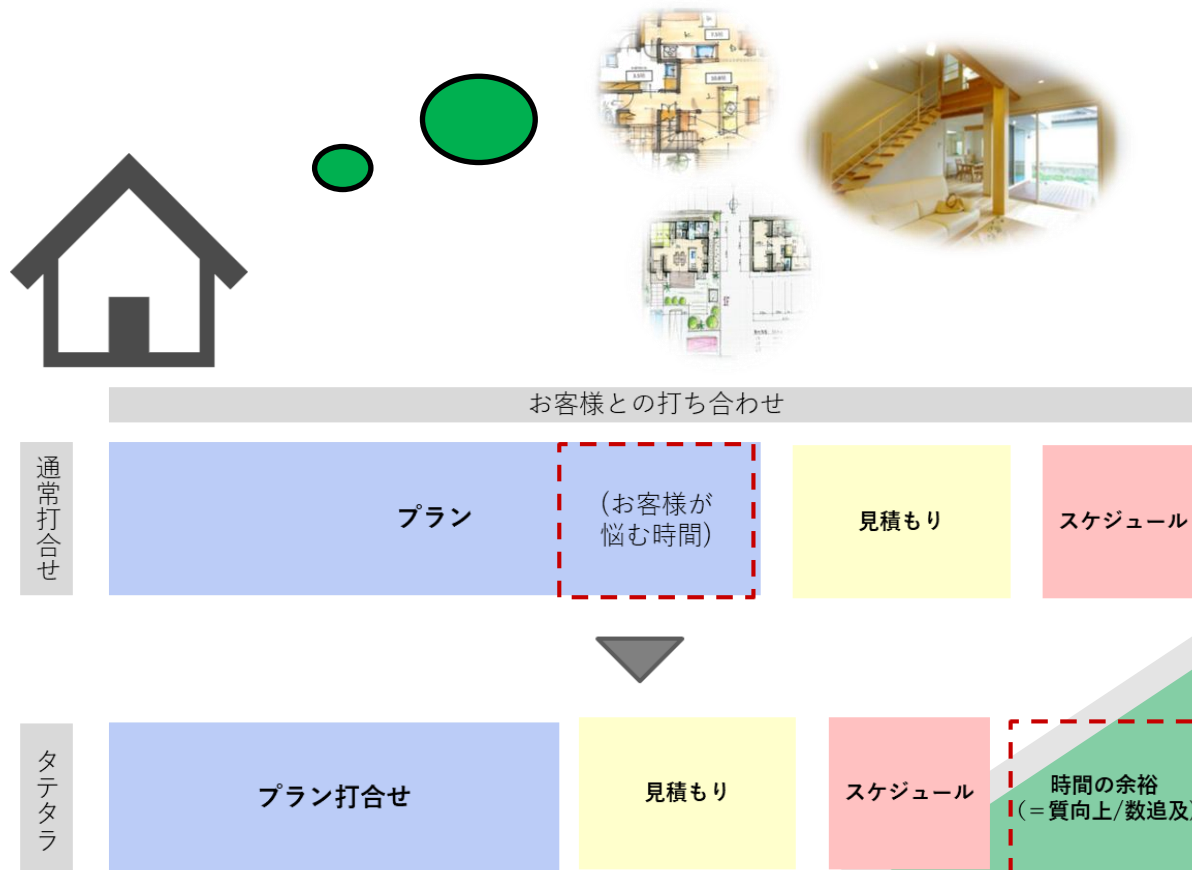 お客様との打ち合わせ
通常打合せ
プラン
(お客様が
悩む時間)
見積もり
スケジュール
タテタラ
プラン打合せ
見積もり
スケジュール
時間の余裕
(=質向上/数追及)